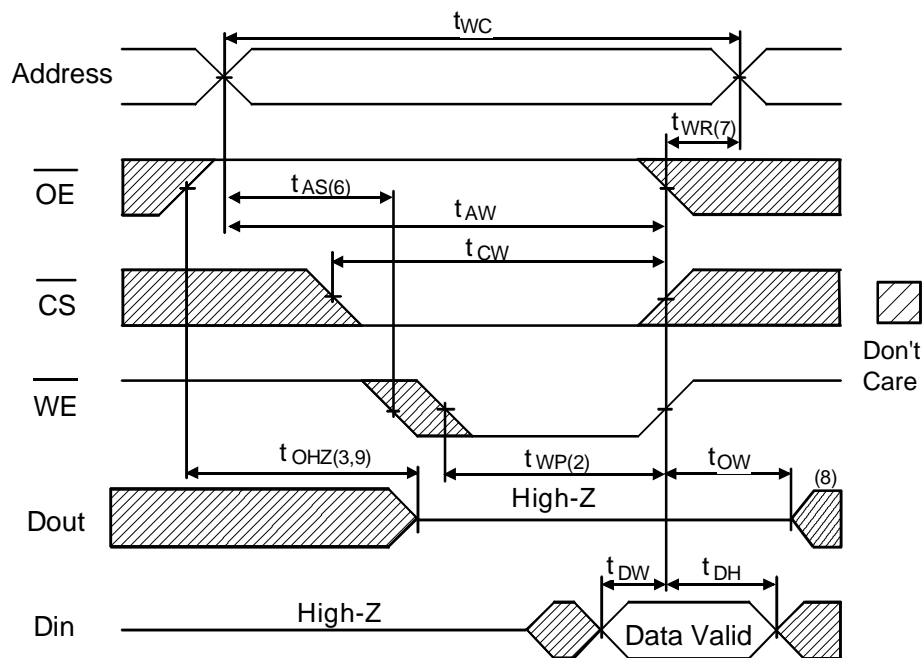 tWC
Address
tWR(7)
OE
tAS(6)
tAW
tCW
CS
Don't
Care
WE
tOHZ(3,9)
tWP(2)
tOW
(8)
High-Z
Dout
tDW
tDH
High-Z
Din
Data Valid